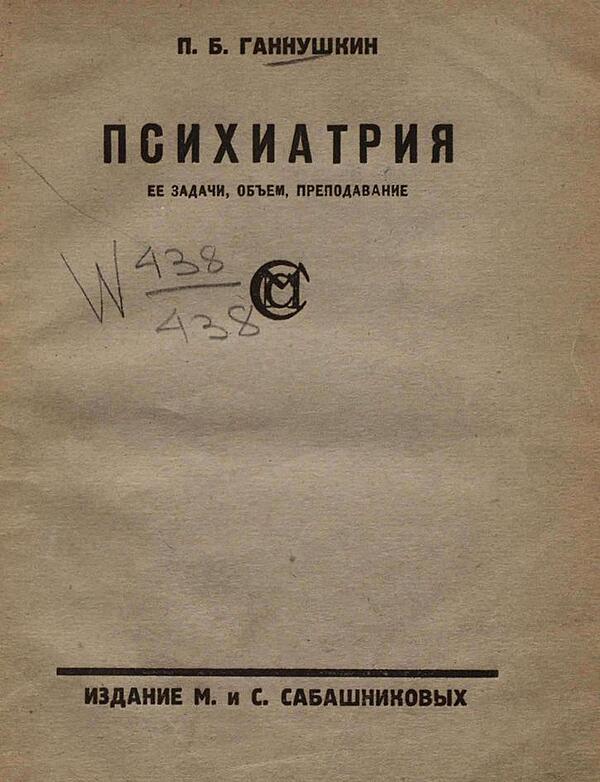 П. Б. ГАННУШКИН
ПСИХИАТРИЯ
ЕЕ ЗАДАЧИ, ОБЪЕМ, ПРЕПОДАВАНИЕ
W 438
438
ИЗДАНИЕ М. и С. САБАШНИКОВЫХ